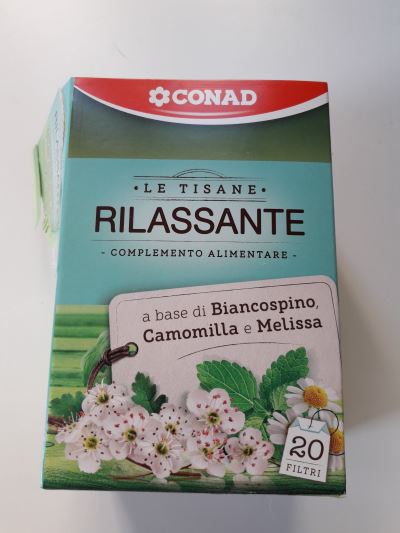 CONAD
• LE TISANE •
RILASSANTE
- COMPLEMENTO ALIMENTARE -
a base di Biancospino,
Camomilla e Melissa
20
FILTRI